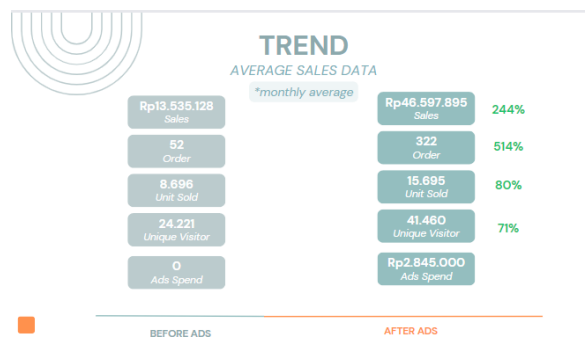 TREND
AVERAGE SALES DATA
*monthly average
Rp13.535.128
Sales
52
Order
8.696
Unit Sold
24.221
Unique Visitor
0
Ads Spend
BEFORE ADS
Rp46.597.895
Sales
244%
322
Order
514%
15.695
Unit Sold
80%
41.460
Unique Visitor
71%
Rp2.845.000
Ads Spend
AFTER ADS